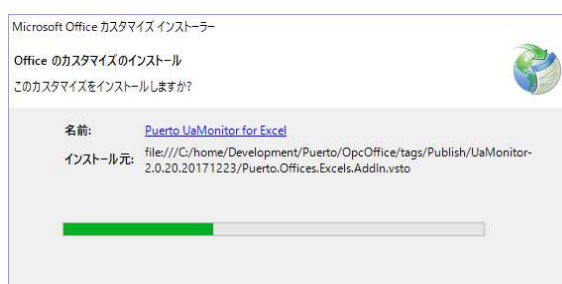 Microsoft Office カスタマイズ インストーラー
Office のカスタマイズのインストール
このカスタマイズをインストールしますか?
名前: Puerto UaMonitor for Excel
インストール元: file:///C:/home/Development/Puerto/OpcOffice/tags/Publish/UaMonitor-
2.0.20.20171223/Puerto.Offices.Excels.AddIn.vsto